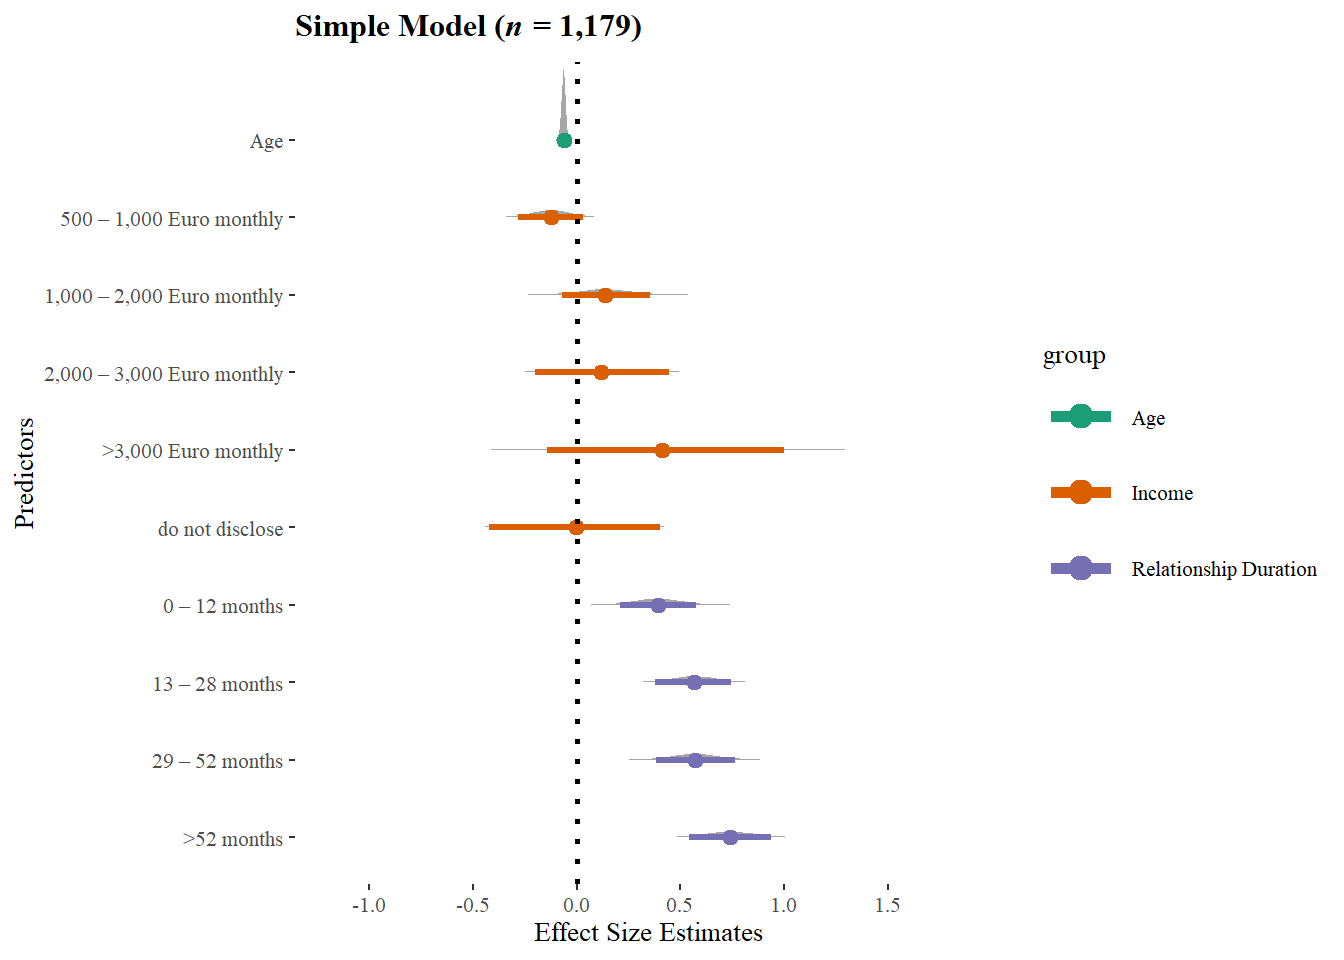 Simple Model (n = 1,179)
Predictors
Age
500 – 1,000 Euro monthly
1,000 – 2,000 Euro monthly
2,000 – 3,000 Euro monthly
>3,000 Euro monthly
do not disclose
0 – 12 months
13 – 28 months
29 – 52 months
>52 months
-1.0 -0.5 0.0 0.5 1.0 1.5
Effect Size Estimates
group
Age
Income
Relationship Duration